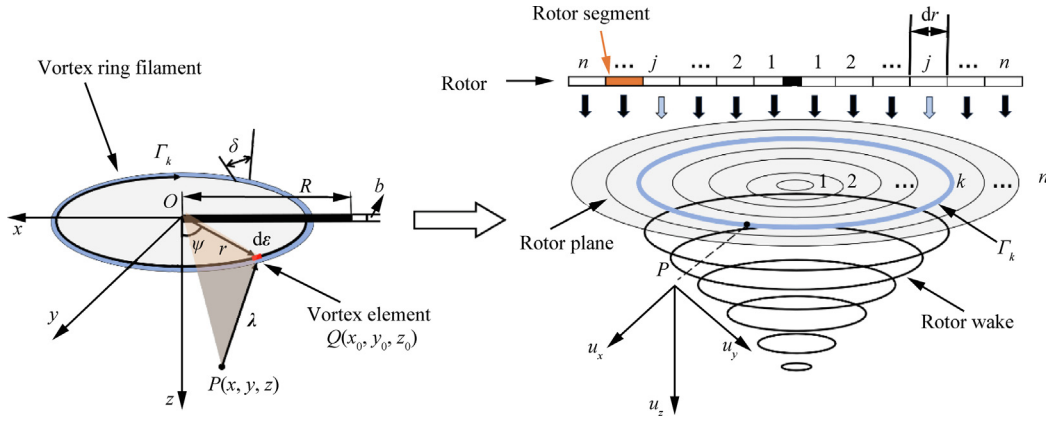 Vortex ring filament
Γk
δ
R
b
O
x
ψ
r
dε
y
λ
Vortex element
Q(x0, y0, z0)
P(x, y, z)
z
Rotor segment
dr
n ... j ... 2 1 1 2 ... j ... n
Rotor
1 2 ... k ... n
Rotor plane
Γk
P
Rotor wake
ux
uy
uz